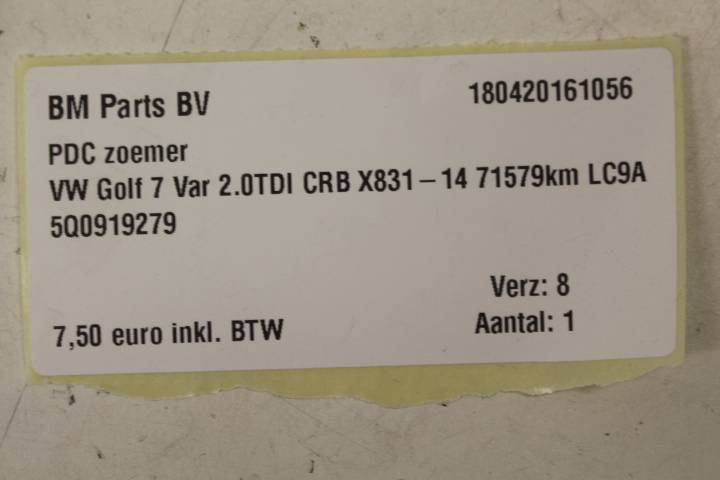 BM Parts BV 180420161056
PDC zoemer
VW Golf 7 Var 2.0TDI CRB X831-14 71579km LC9A
5Q0919279
Verz: 8
7,50 euro inkl. BTW Aantal: 1